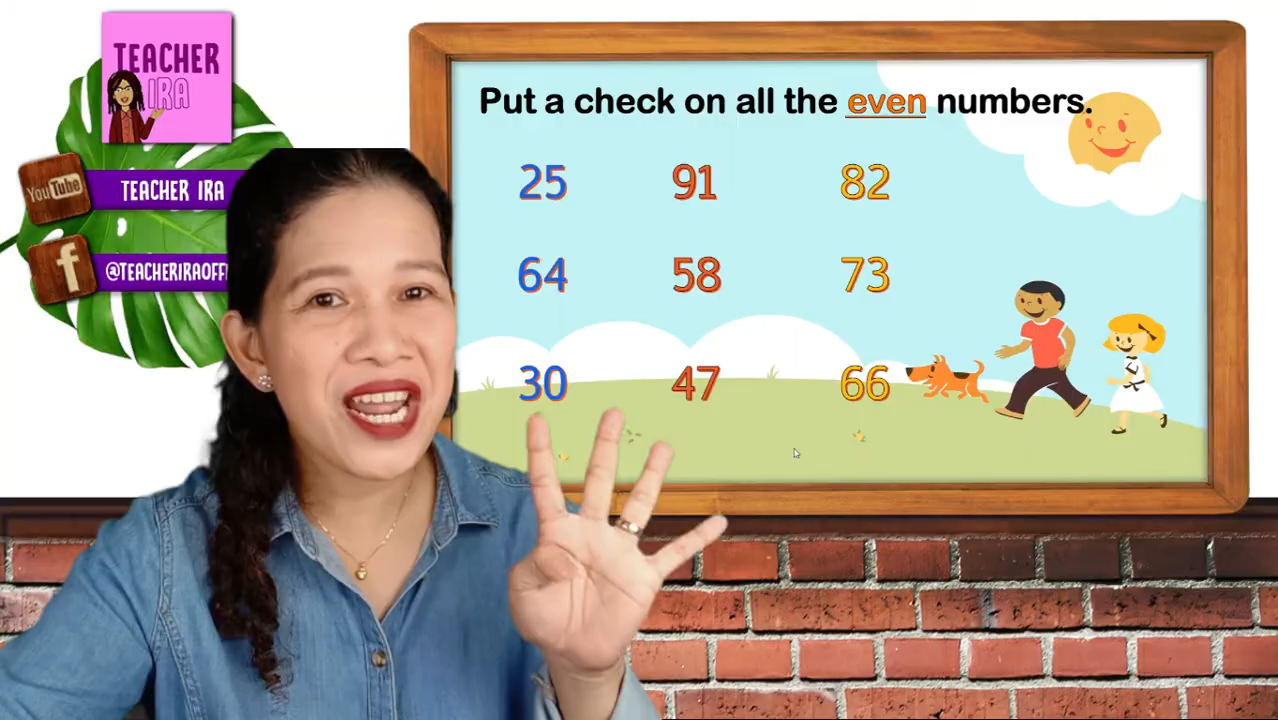 TEACHER
IRA
YouTube
TEACHER IRA
f
@TEACHERIRAOFF
Put a check on all the even numbers.
25 91 82
64 58 73
30 47 66